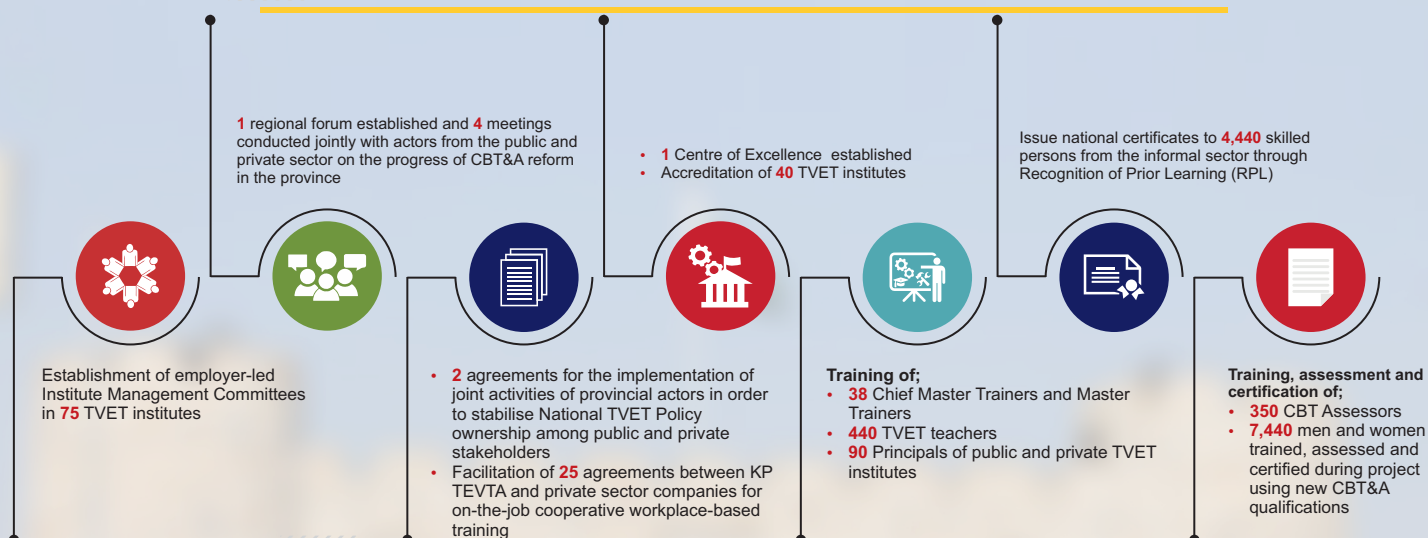 1 regional forum established and 4 meetings
conducted jointly with actors from the public and
private sector on the progress of CBT&A reform
in the province
• 1 Centre of Excellence established
• Accreditation of 40 TVET institutes
Issue national certificates to 4,440 skilled
persons from the informal sector through
Recognition of Prior Learning (RPL)
Establishment of employer-led
Institute Management Committees
in 75 TVET institutes
• 2 agreements for the implementation of
joint activities of provincial actors in order
to stabilise National TVET Policy
ownership among public and private
stakeholders
• Facilitation of 25 agreements between KP
TEVTA and private sector companies for
on-the-job cooperative workplace-based
training
Training of;
• 38 Chief Master Trainers and Master
Trainers
• 440 TVET teachers
• 90 Principals of public and private TVET
institutes
Training, assessment and
certification of;
• 350 CBT Assessors
• 7,440 men and women
trained, assessed and
certified during project
using new CBT&A
qualifications